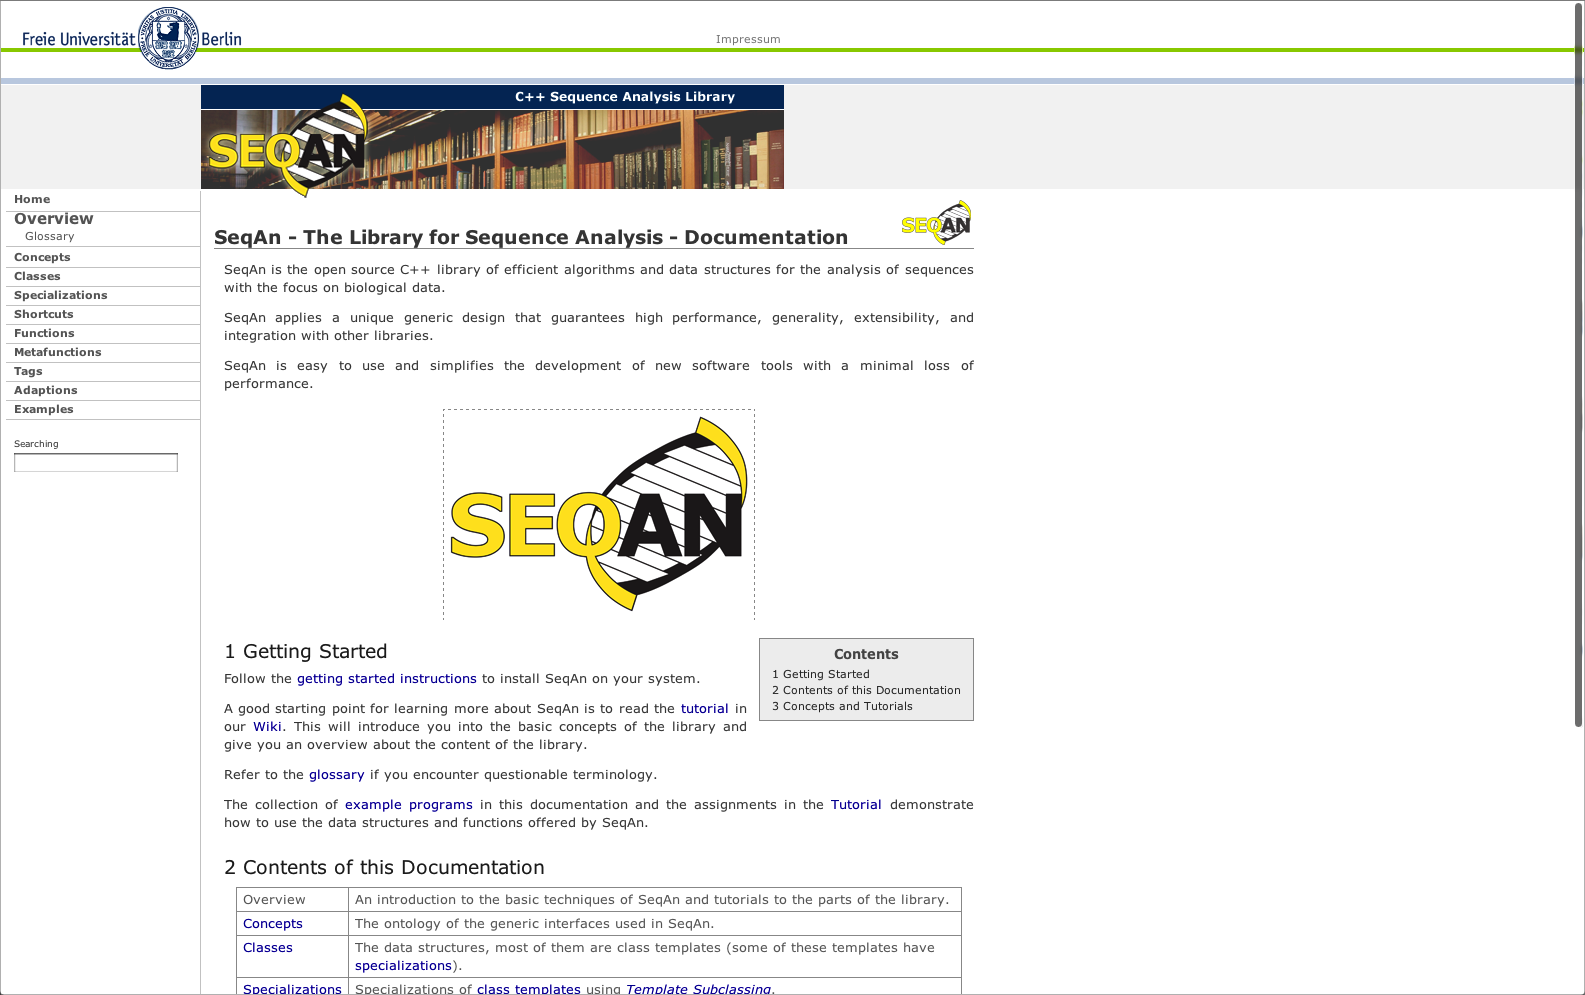 Freie Universität Berlin
Impressum
C++ Sequence Analysis Library
SEQAN
Home
Overview
Glossary
Concepts
Classes
Specializations
Shortcuts
Functions
Metafunctions
Tags
Adaptions
Examples
Searching
SEQAN
SeqAn - The Library for Sequence Analysis - Documentation
SeqAn is the open source C++ library of efficient algorithms and data structures for the analysis of sequences
with the focus on biological data.
SeqAn applies a unique generic design that guarantees high performance, generality, extensibility, and
integration with other libraries.
SeqAn is easy to use and simplifies the development of new software tools with a minimal loss of
performance.
SEQAN
1 Getting Started
Follow the getting started instructions to install SeqAn on your system.
A good starting point for learning more about SeqAn is to read the tutorial in
our Wiki. This will introduce you into the basic concepts of the library and
give you an overview about the content of the library.
Contents
1 Getting Started
2 Contents of this Documentation
3 Concepts and Tutorials
Refer to the glossary if you encounter questionable terminology.
The collection of example programs in this documentation and the assignments in the Tutorial demonstrate
how to use the data structures and functions offered by SeqAn.
2 Contents of this Documentation
Overview An introduction to the basic techniques of SeqAn and tutorials to the parts of the library.
Concepts The ontology of the generic interfaces used in SeqAn.
Classes The data structures, most of them are class templates (some of these templates have
specializations).
Specializations Specializations of class templates using Template Subclassing.